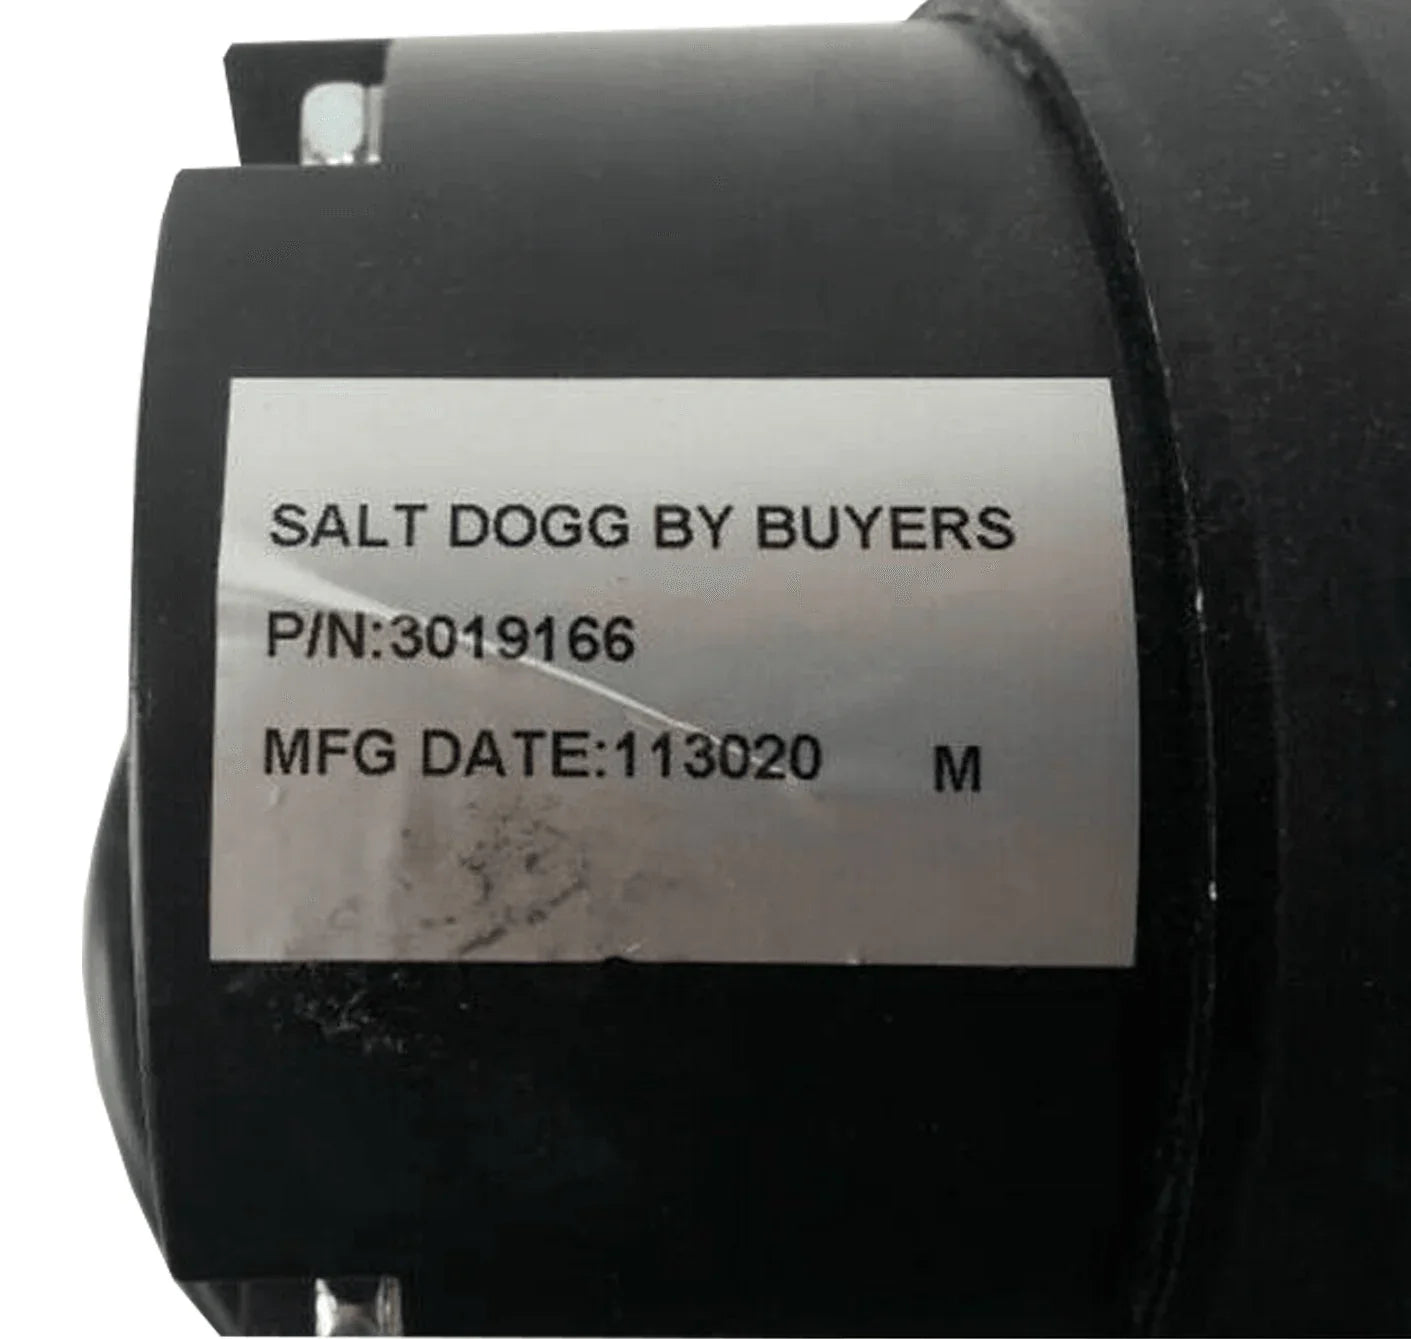 SALT DOGG BY BUYERS
P/N:3019166
MFG DATE:113020 M